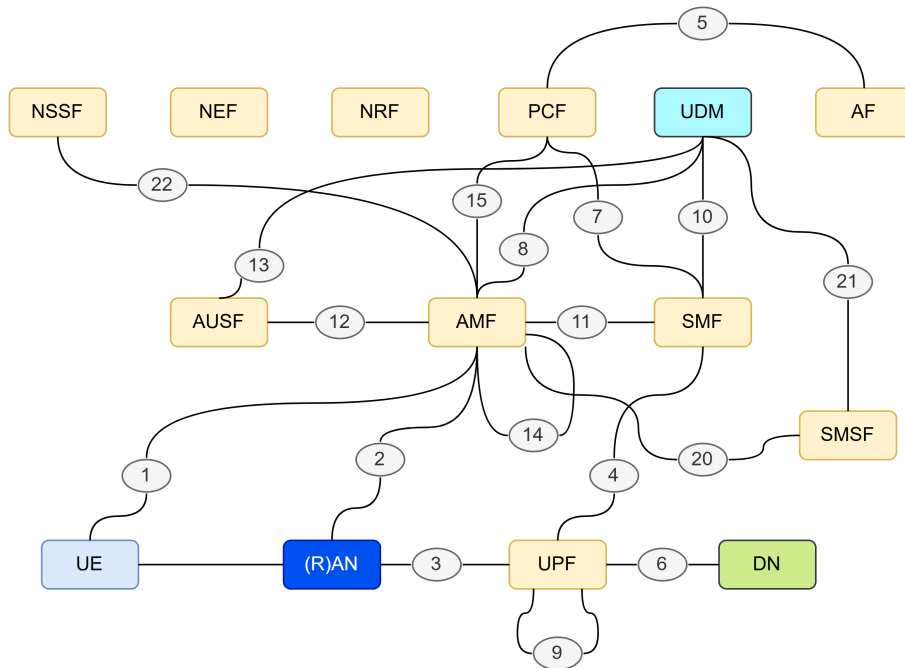 5
NSSF
NEF
NRF
PCF
UDM
AF
22
15
7
10
8
13
21
AUSF
12
AMF
11
SMF
14
SMSF
1
2
4
20
UE
(R)AN
3
UPF
6
DN
9